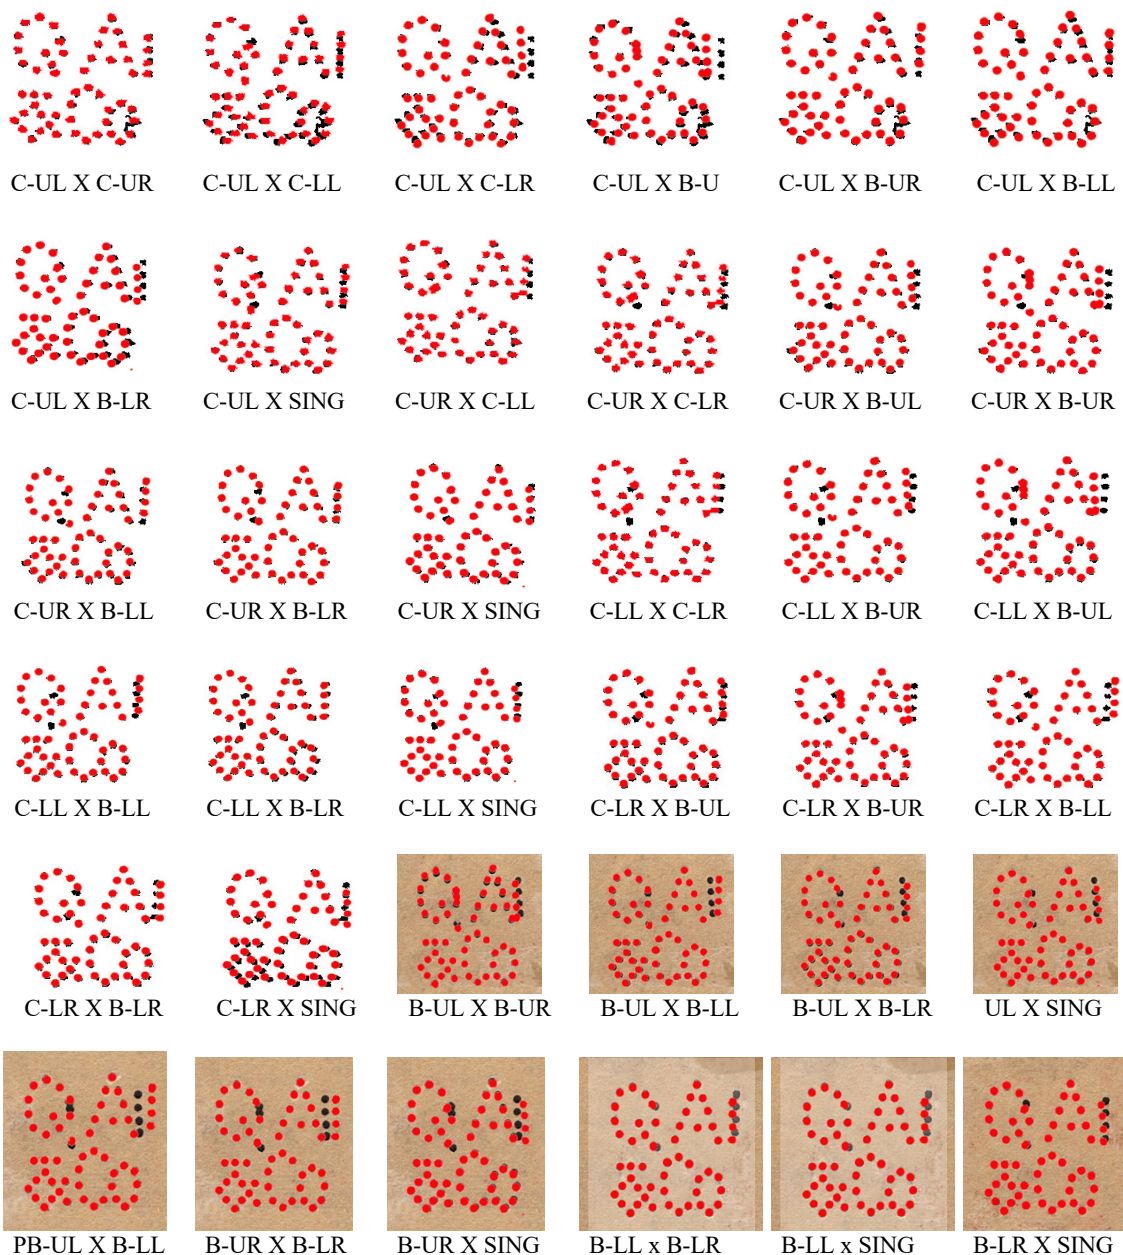 C-UL X C-UR
C-UL X C-LL
C-UL X C-LR
C-UL X B-U
C-UL X B-UR
C-UL X B-LL
C-UL X B-LR
C-UL X SING
C-UR X C-LL
C-UR X C-LR
C-UR X B-UL
C-UR X B-UR
C-UR X B-LL
C-UR X B-LR
C-UR X SING
C-LL X C-LR
C-LL X B-UR
C-LL X B-UL
C-LL X B-LL
C-LL X B-LR
C-LL X SING
C-LR x B-UL
C-LR X B-UR
C-LR X B-LL
C-LR X B-LR
C-LR X SING
B-UL X B-UR
B-UL X B-LL
B-UL X B-LR
UL X SING
PB-UL X B-LL
B-UR X B-LR
B-UR X SING
B-LL x B-LR
B-LL x SING
B-LR X SING